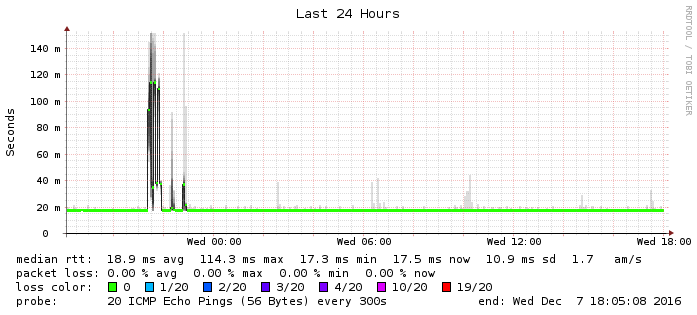 Last 24 Hours
RRDTOOL / TOBI OETIKER
Seconds
140 m
120 m
100 m
80 m
60 m
40 m
20 m
0
Wed 00:00 Wed 06:00 Wed 12:00 Wed 18:00
median rtt: 18.9 ms avg 114.3 ms max 17.3 ms min 17.5 ms now 10.9 ms sd 1.7 am/s
packet loss: 0.00 % avg 0.00 % max 0.00 % min 0.00 % now
loss color: 0 1/20 2/20 3/20 4/20 10/20 19/20
probe: 20 ICMP Echo Pings (56 Bytes) every 300s end: Wed Dec 7 18:05:08 2016